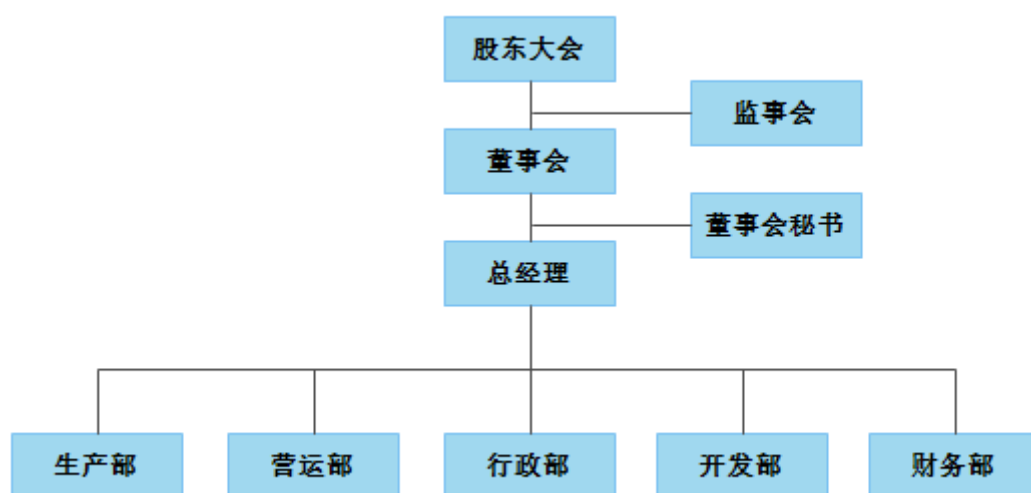 股东大会
监事会
董事会
董事会秘书
总经理
生产部
营运部
行政部
开发部
财务部